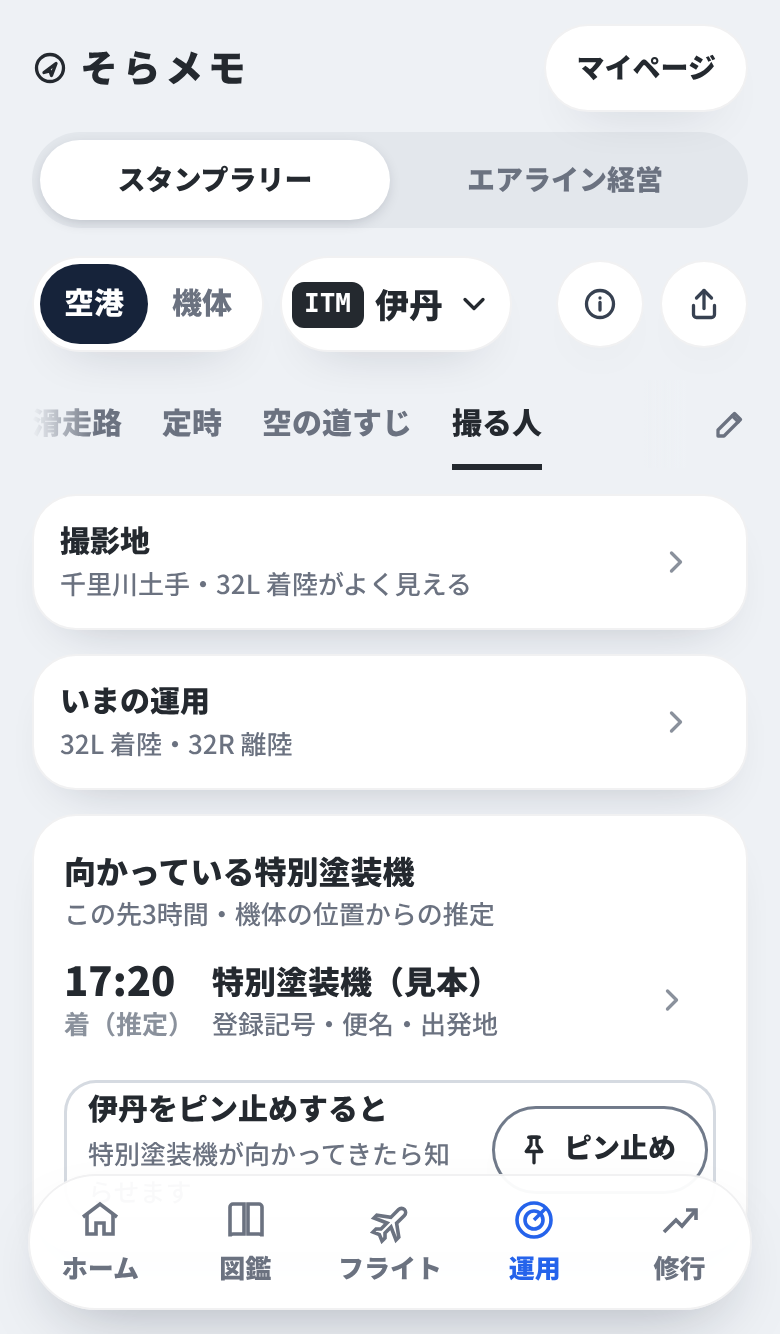 そらメモ
マイページ
スタンプラリー
エアライン経営
空港
機体
ITM 伊丹
滑走路
定時
空の道すじ
撮る人
撮影地
千里川土手・32L 着陸がよく見える
いまの運用
32L 着陸・32R 離陸
向かっている特別塗装機
この先3時間・機体の位置からの推定
17:20 特別塗装機（見本）
着（推定） 登録記号・便名・出発地
伊丹をピン止めすると
特別塗装機が向かってきたら知
らせます
ピン止め
ホーム
図鑑
フライト
運用
修行